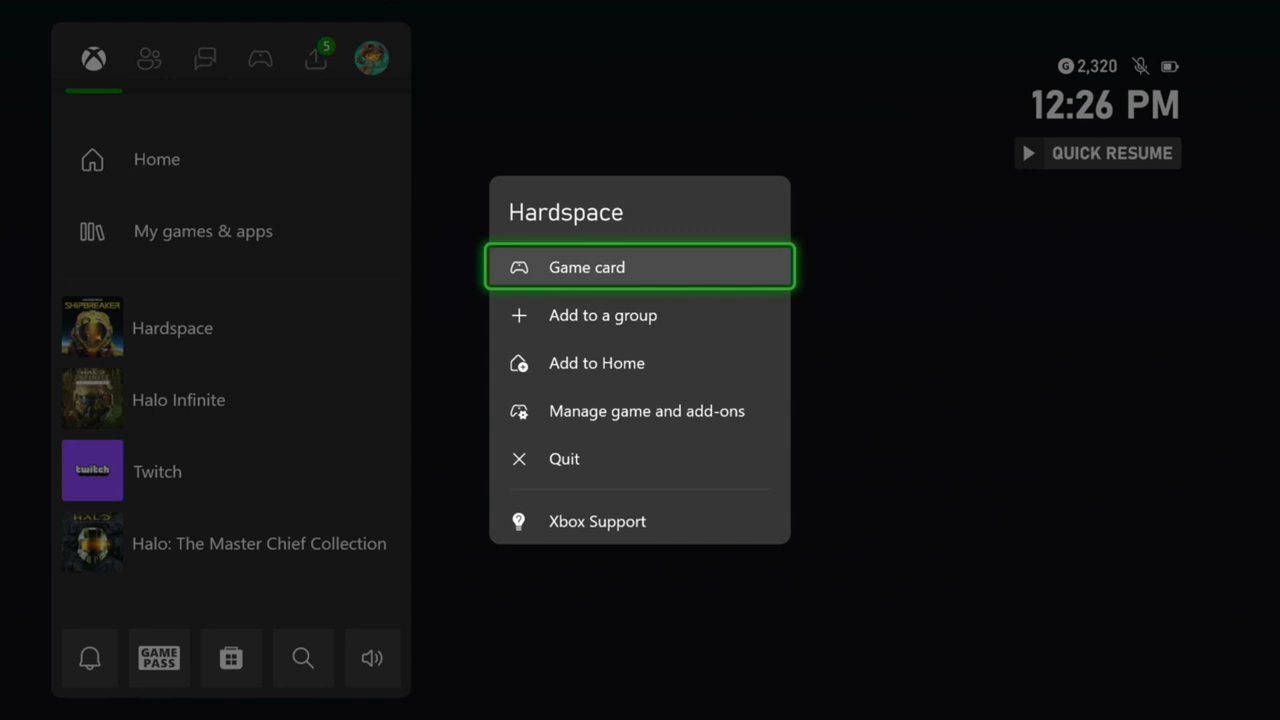 5
G 2,320
12:26 PM
QUICK RESUME
Home
My games & apps
SHIPBREAKER
Hardspace
HALO INFINITE
Halo Infinite
twitch
Twitch
HALO
Halo: The Master Chief Collection
GAME
PASS
Hardspace
Game card
Add to a group
Add to Home
Manage game and add-ons
Quit
Xbox Support